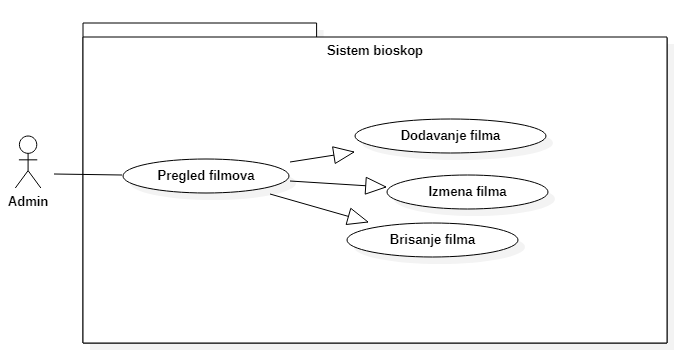 Sistem bioskop
Dodavanje filma
Pregled filmova
Izmena filma
Admin
Brisanje filma